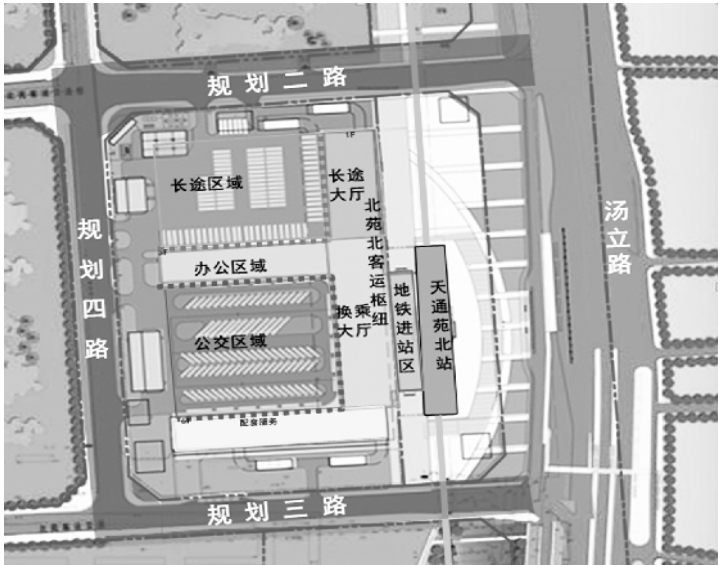 规划二路
1F
长途区域
长途
大厅
北苑北客运枢纽
汤立路
规划四路
办公区域
换乘
大厅
地铁进站区
天通苑北站
公交区域
配套服务
规划三路